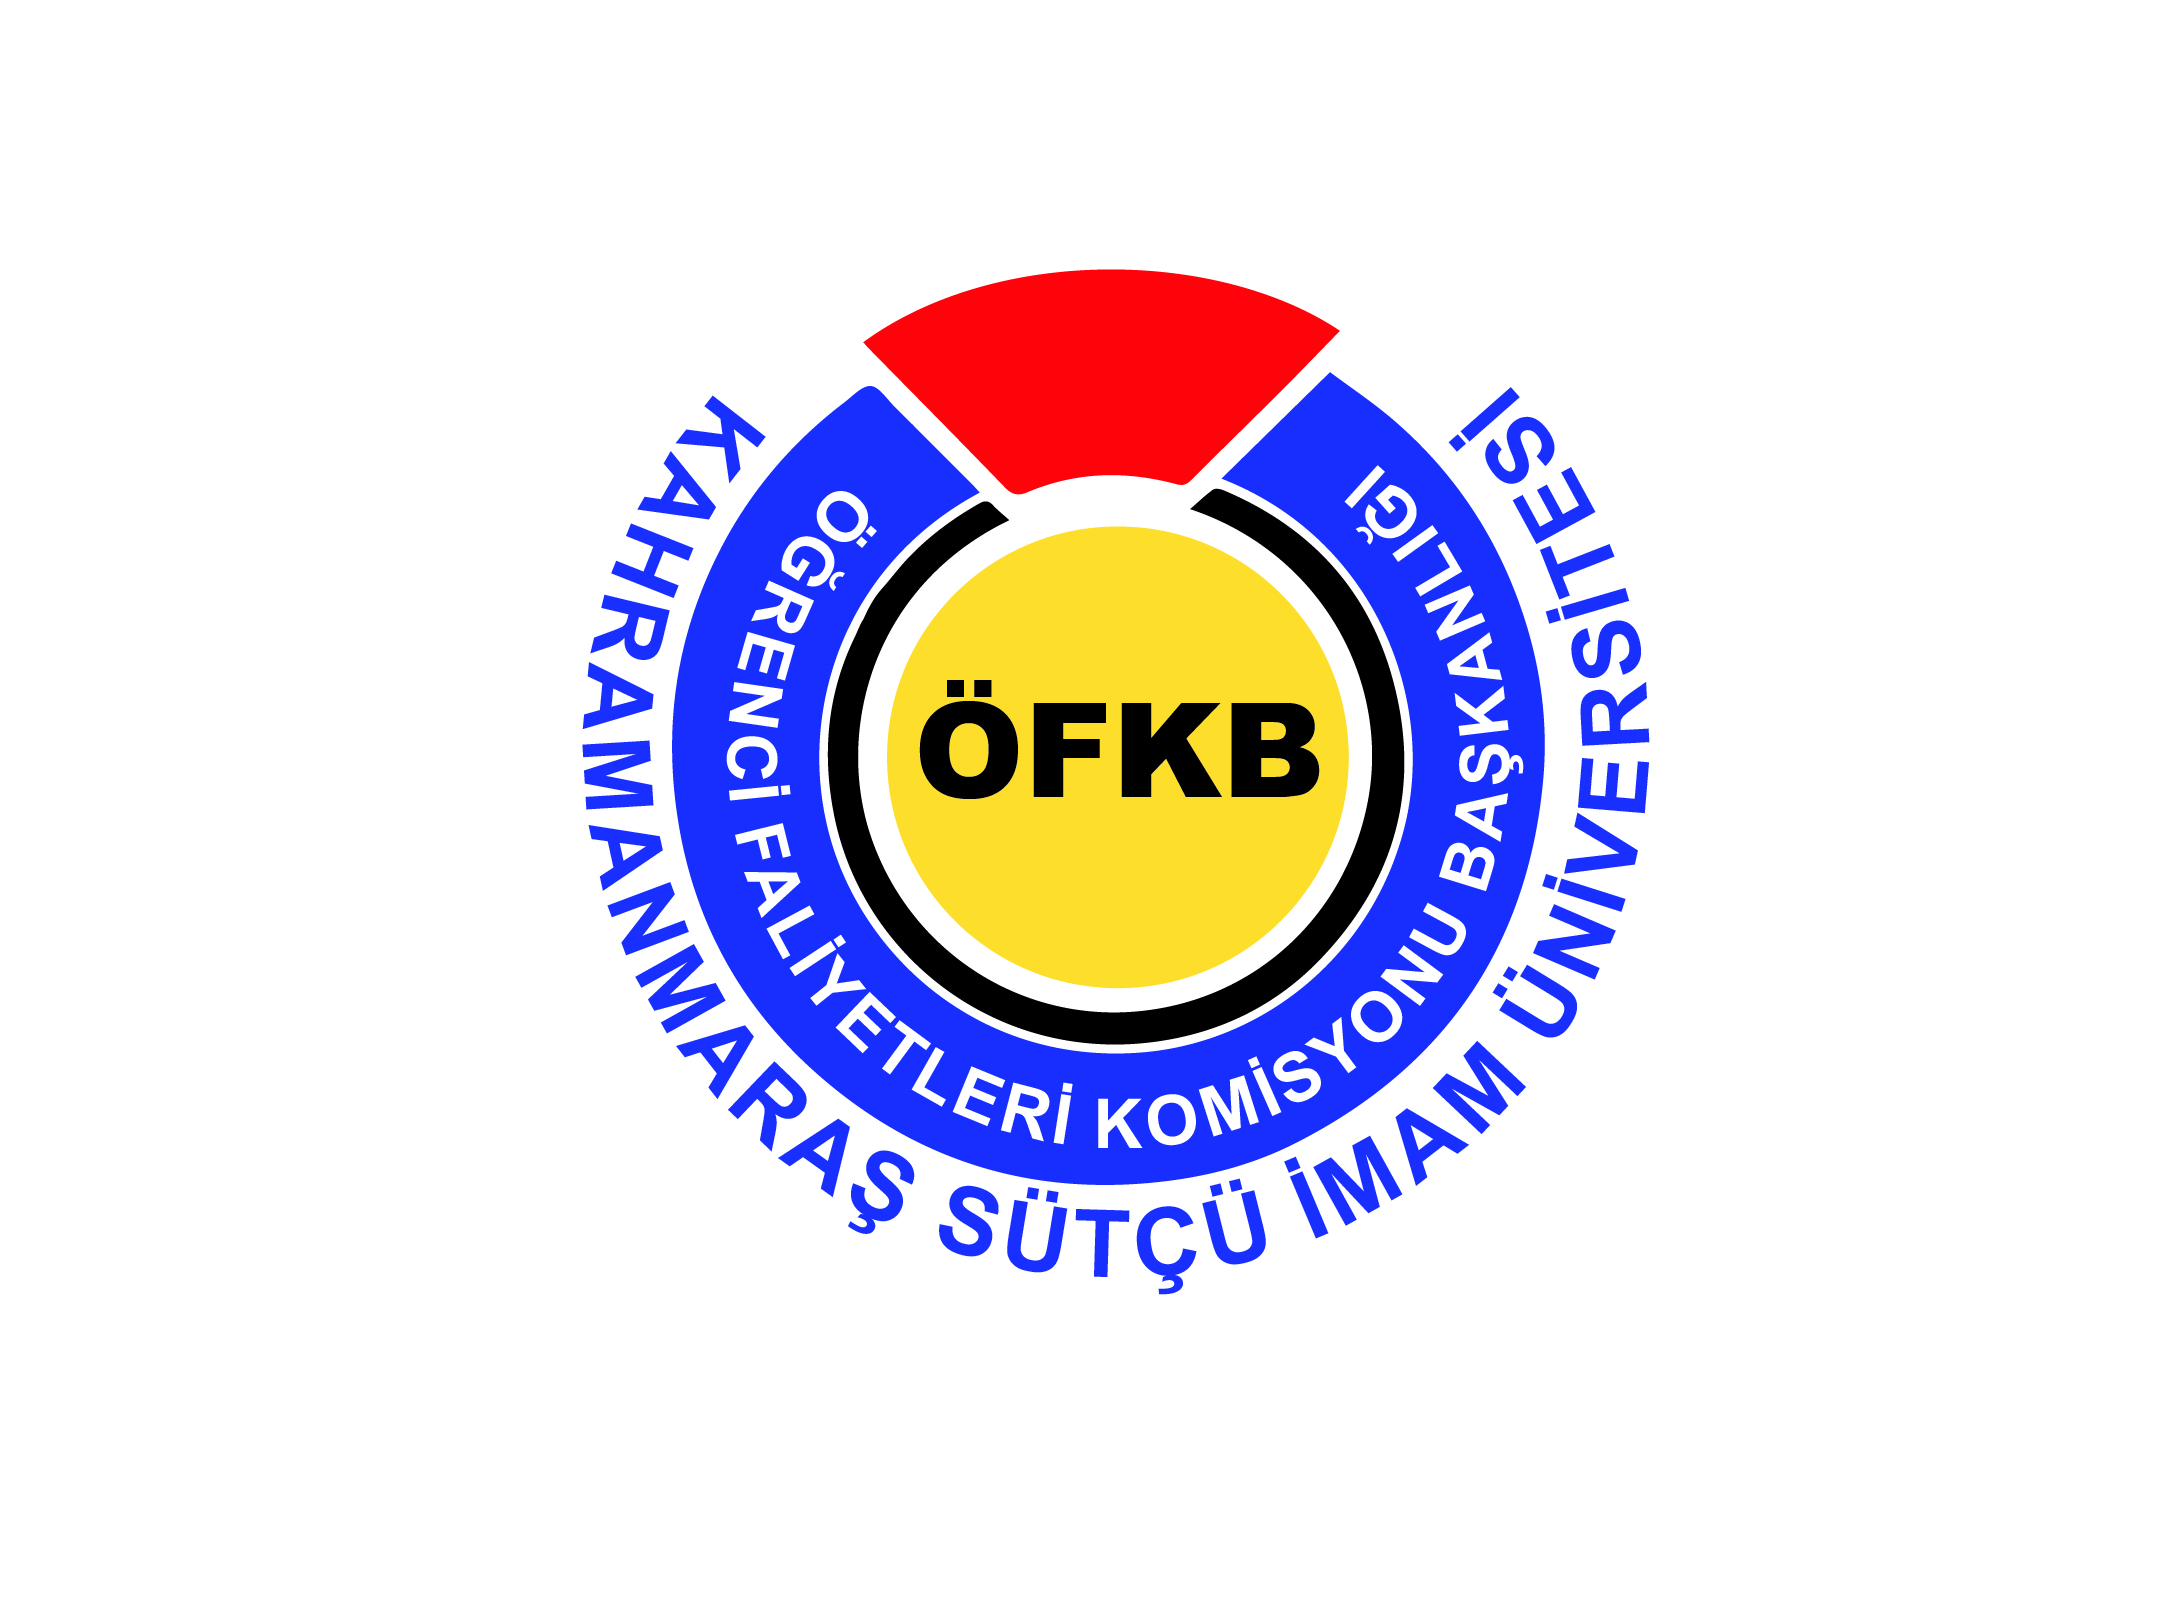 KAHRAMANMARAŞ SÜTÇÜ İMAM ÜNİVERSİTESİ
ÖĞRENCİ FALİYETLERİ KOMİSYONU BAŞKANLIĞI
ÖFKB